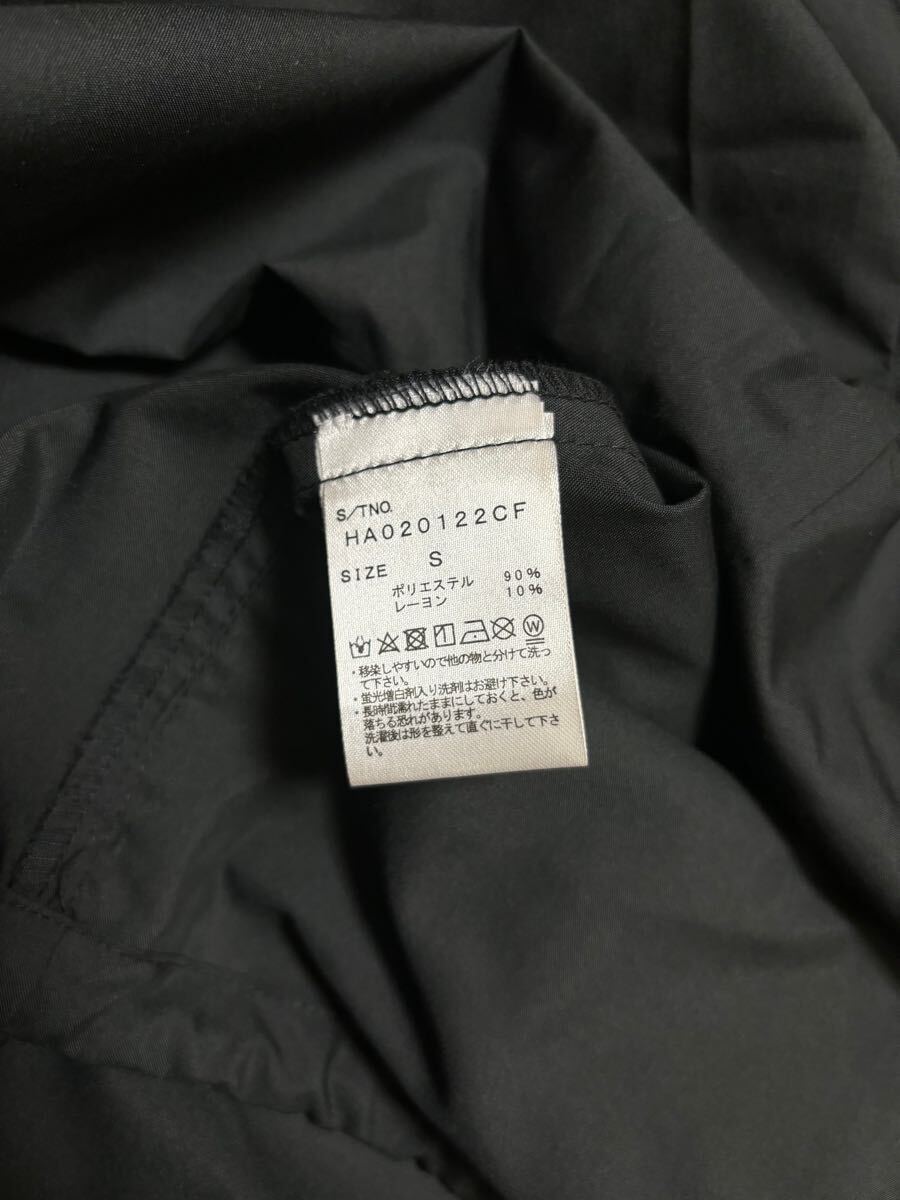 S/TNO.
HA020122CF
SIZE S
ポリエステル 90%
レーヨン 10%
W
・移染しやすいので他の物と分けて洗っ
て下さい。
・蛍光増白剤入り洗剤はお避け下さい。
・長時間濡れたままにしておくと、色が
落ちる恐れがあります。
洗濯後は形を整えて直ぐに干して下さ
い。